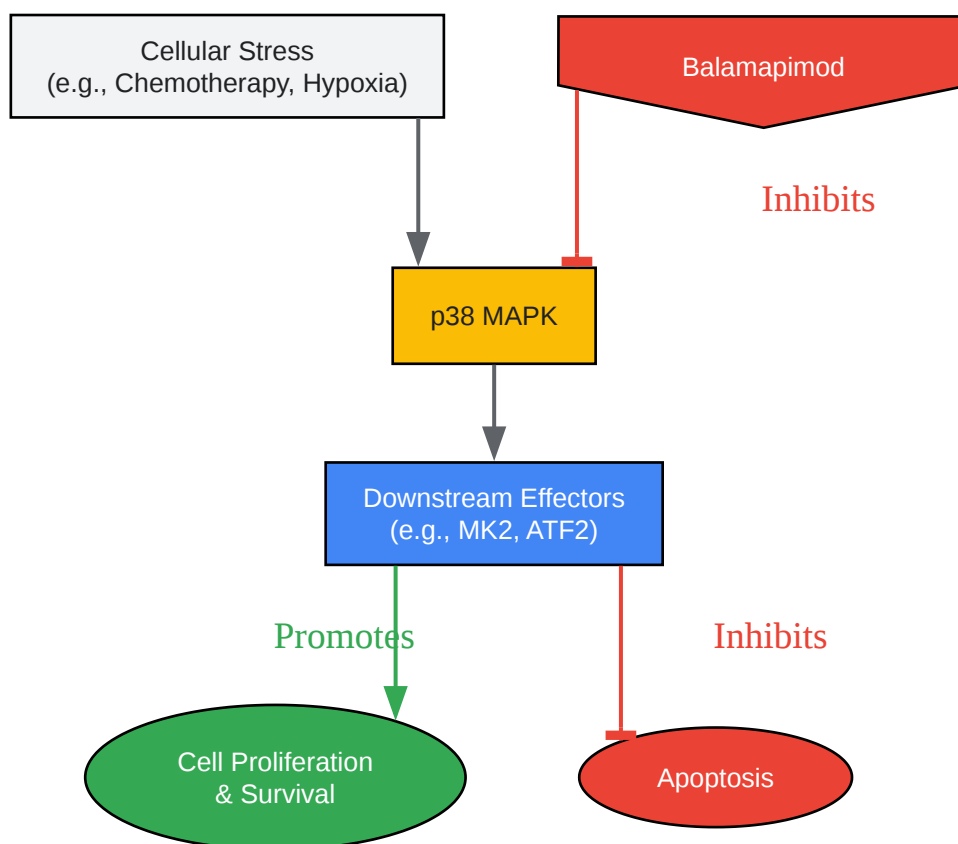 Cellular Stress
(e.g., Chemotherapy, Hypoxia)
Balamapimod
Inhibits
p38 MAPK
Downstream Effectors
(e.g., MK2, ATF2)
Promotes
Inhibits
Cell Proliferation
& Survival
Apoptosis